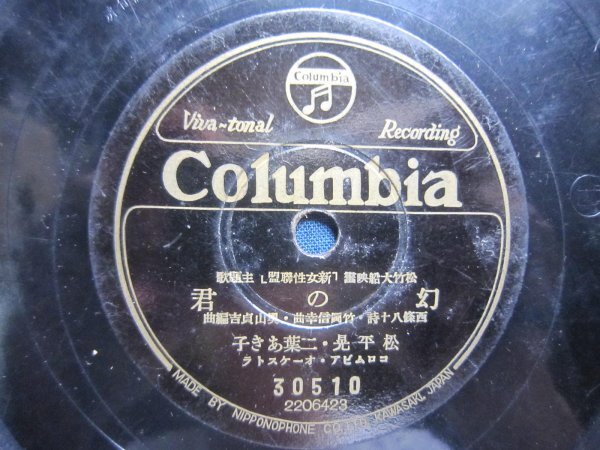 Columbia
Viva-tonal Recording
Columbia
松竹大船映畫「新女性聯盟」主題歌
幻の君
西條八十詩・竹岡信幸曲・奥山貞吉編曲
松平晃・二葉あき子
コロムビア・オーケストラ
30510
2206423
MADE BY NIPPONOPHONE CO., LTD. KAWASAKI, JAPAN